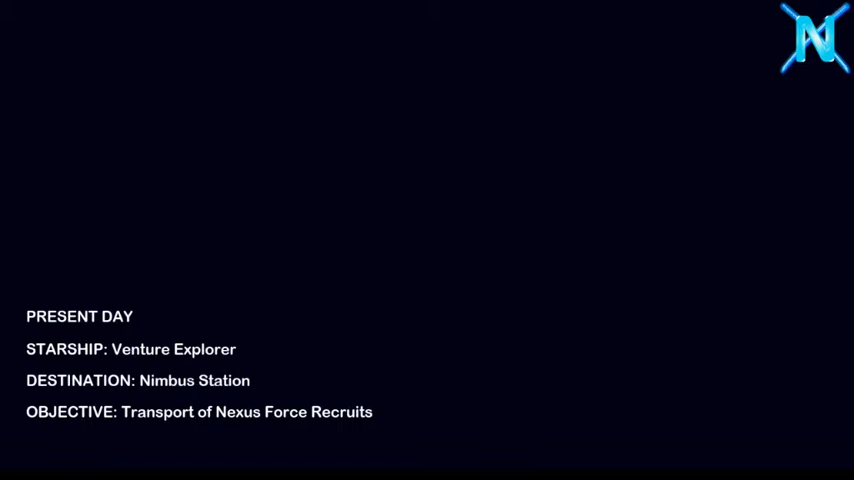 N
PRESENT DAY
STARSHIP: Venture Explorer
DESTINATION: Nimbus Station
OBJECTIVE: Transport of Nexus Force Recruits